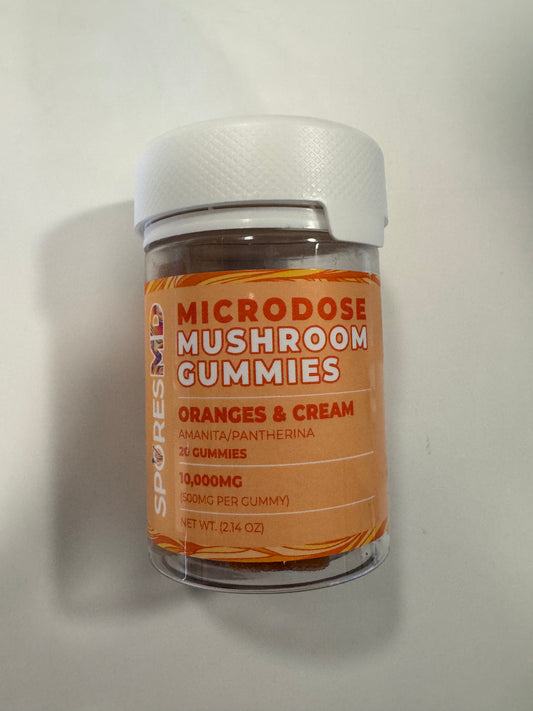 SPORES MD
MICRODOSE
MUSHROOM
GUMMIES
ORANGES & CREAM
AMANITA/PANTHERINA
20 GUMMIES
10,000MG
(500MG PER GUMMY)
NET WT. (2.14 OZ)